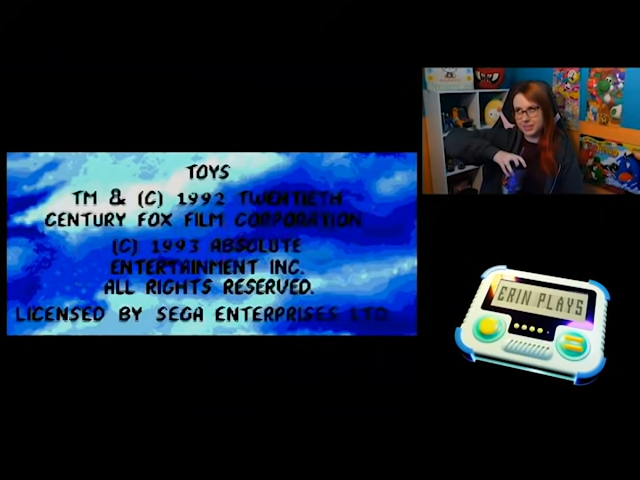 TOYS
TM & (C) 1992 TWENTIETH
CENTURY FOX FILM CORPORATION
(C) 1993 ABSOLUTE
ENTERTAINMENT INC.
ALL RIGHTS RESERVED.
LICENSED BY SEGA ENTERPRISES LTD.
ERIN PLAYS